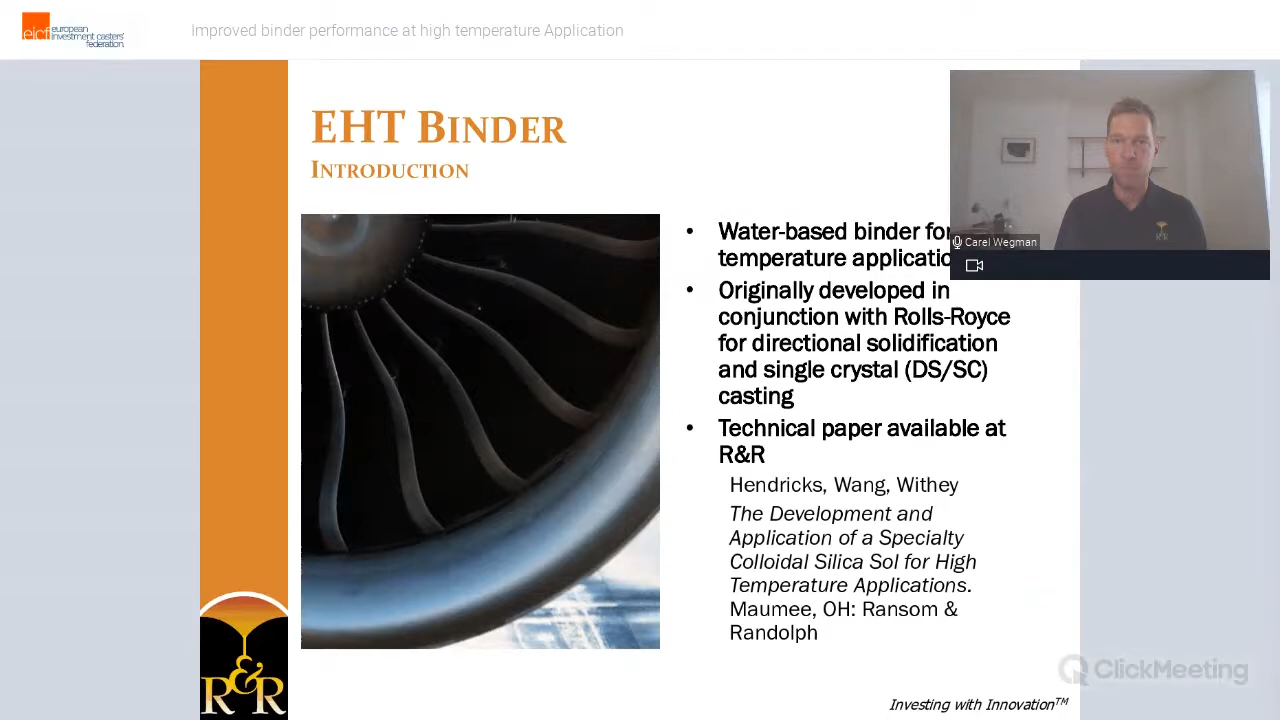 eicf european
investment casters'
federation.
Improved binder performance at high temperature Application
EHT BINDER
INTRODUCTION
• Water-based binder for
temperature applicatio
• Originally developed in
conjunction with Rolls-Royce
for directional solidification
and single crystal (DS/SC)
casting
• Technical paper available at
R&R
Hendricks, Wang, Withey
The Development and
Application of a Specialty
Colloidal Silica Sol for High
Temperature Applications.
Maumee, OH: Ransom &
Randolph
Carel Wegman
R&R
R&R
ClickMeeting
Investing with Innovation™